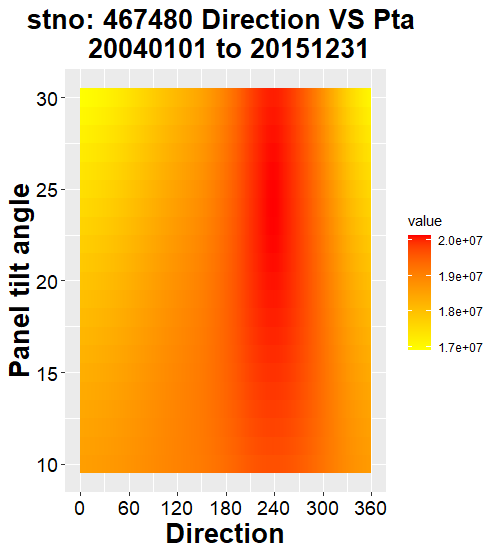 stno: 467480 Direction VS Pta
20040101 to 20151231
Panel tilt angle
30
25
20
15
10
0 60 120 180 240 300 360
Direction
value
2.0e+07
1.9e+07
1.8e+07
1.7e+07